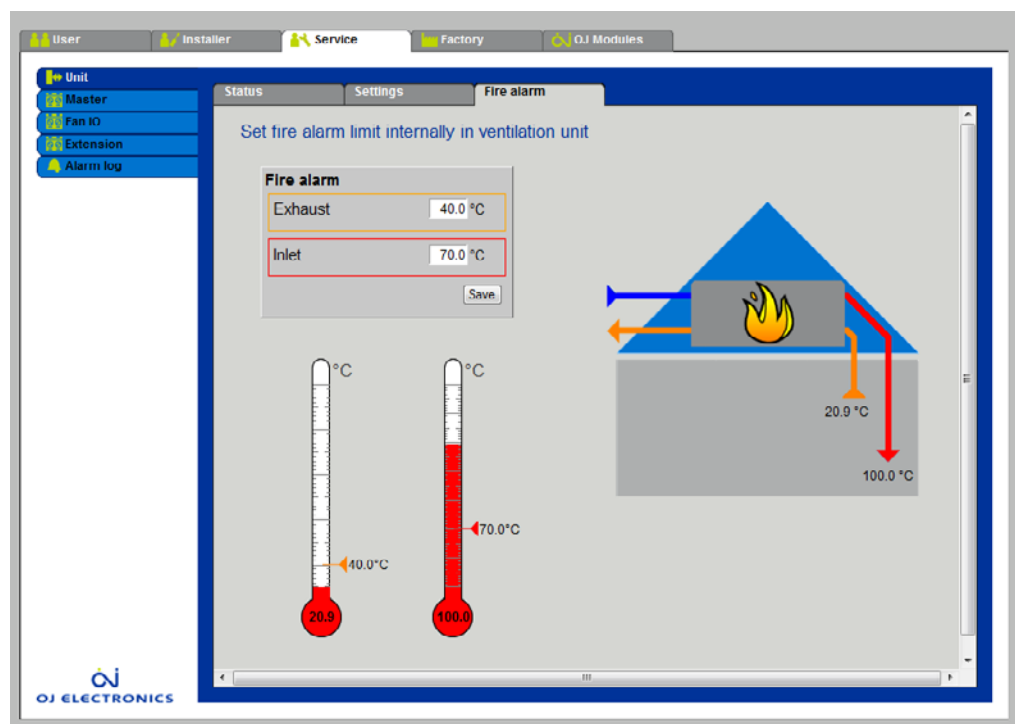 User Installer Service Factory OJ Modules
Unit
Master
Fan IO
Extension
Alarm log
Status Settings Fire alarm
Set fire alarm limit internally in ventilation unit
Fire alarm
Exhaust 40.0 °C
Inlet 70.0 °C
Save
°C °C
20.9 °C
100.0 °C
70.0°C
40.0°C
20.9 100.0
OJ ELECTRONICS